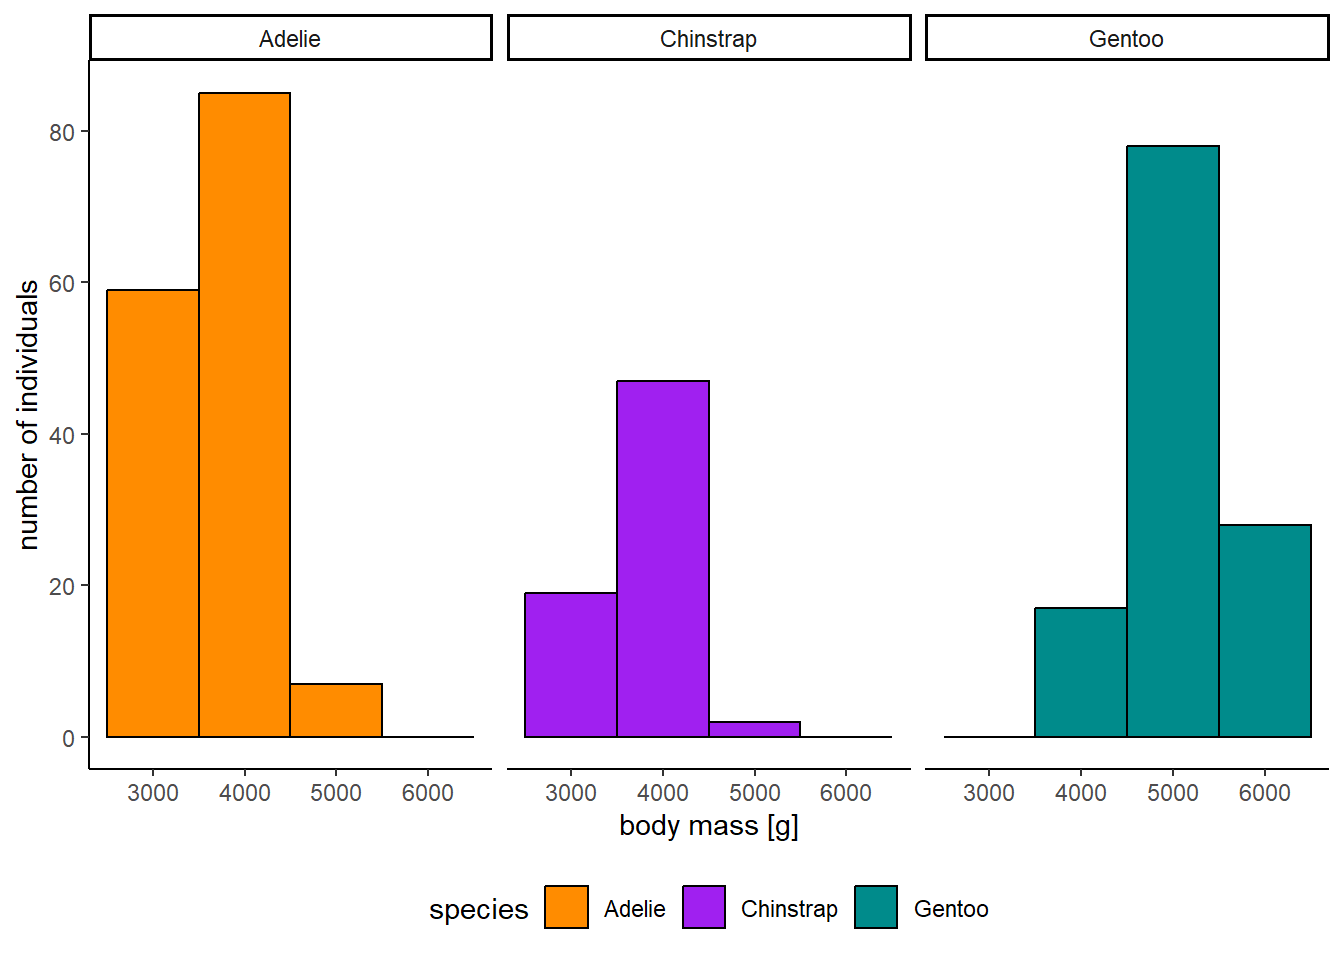 Adelie Chinstrap Gentoo
number of individuals
80
60
40
20
0
3000 4000 5000 6000 3000 4000 5000 6000 3000 4000 5000 6000
body mass [g]
species Adelie Chinstrap Gentoo